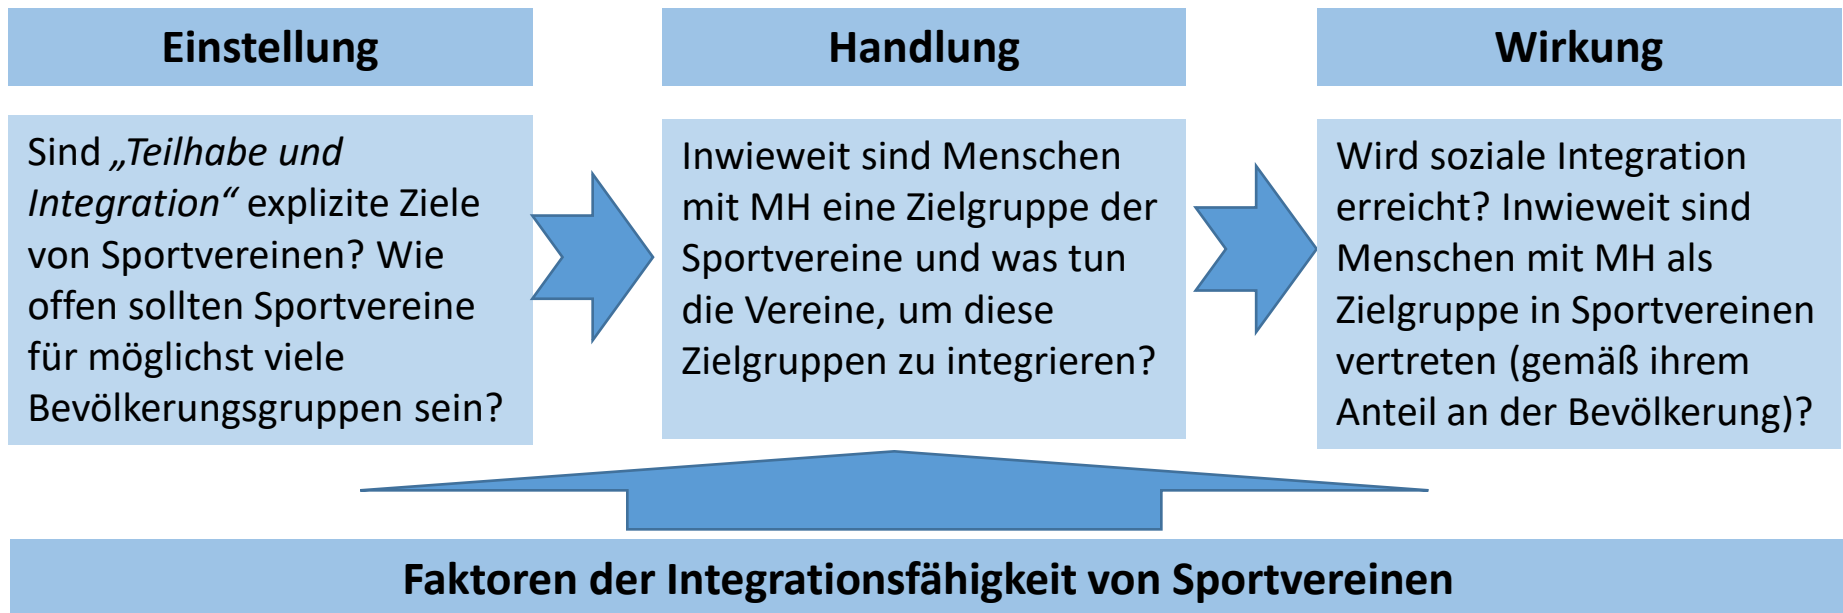 Einstellung
Sind „Teilhabe und
Integration“ explizite Ziele
von Sportvereinen? Wie
offen sollten Sportvereine
für möglichst viele
Bevölkerungsgruppen sein?
Handlung
Inwieweit sind Menschen
mit MH eine Zielgruppe der
Sportvereine und was tun
die Vereine, um diese
Zielgruppen zu integrieren?
Wirkung
Wird soziale Integration
erreicht? Inwieweit sind
Menschen mit MH als
Zielgruppe in Sportvereinen
vertreten (gemäß ihrem
Anteil an der Bevölkerung)?
Faktoren der Integrationsfähigkeit von Sportvereinen